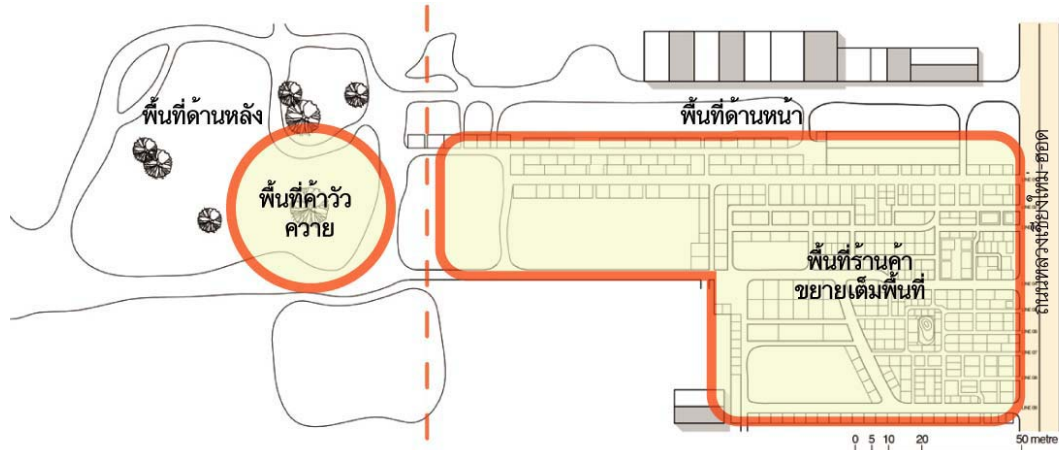 พื้นที่ด้านหลัง
พื้นที่ด้านหน้า
พื้นที่ค้าวัว
ควาย
พื้นที่ร้านค้า
ขยายเต็มพื้นที่
ถนนหลวงเชียงใหม่-ฮอด
0 5 10 20 50 metre